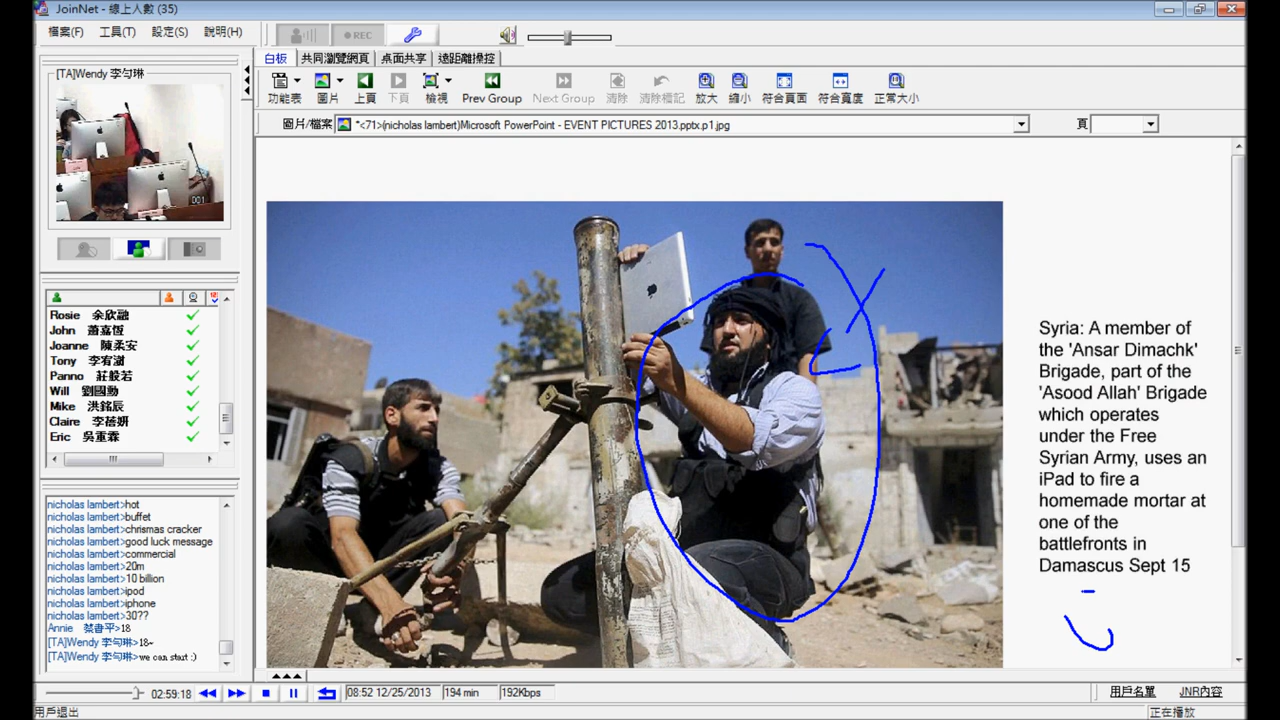 JoinNet - 線上人數 (35)
檔案(F) 工具(T) 設定(S) 說明(H)
REC
[TA]Wendy 李勻琳
001
白板 共同瀏覽網頁 桌面共享 遠距離操控
功能表 圖片 上頁 下頁 檢視 Prev Group Next Group 清除 清除標記 放大 縮小 符合頁面 符合寬度 正常大小
圖片/檔案 *<71>(nicholas lambert)Microsoft PowerPoint - EVENT PICTURES 2013.pptx.p1.jpg 頁
Rosie 余欣融
John 蕭嘉恆
Joanne 陳柔安
Tony 李宥澍
Panno 莊般若
Will 劉國勳
Mike 洪銘辰
Claire 李蓓妍
Eric 吳重霖
nicholas lambert>hot
nicholas lambert>buffet
nicholas lambert>chrismas cracker
nicholas lambert>good luck message
nicholas lambert>commercial
nicholas lambert>20m
nicholas lambert>10 billion
nicholas lambert>ipod
nicholas lambert>iphone
nicholas lambert>30??
Annie 蔡書平>18
[TA]Wendy 李勻琳>18~
[TA]Wendy 李勻琳>we can start :)
Syria: A member of
the 'Ansar Dimachk'
Brigade, part of the
'Asood Allah' Brigade
which operates
under the Free
Syrian Army, uses an
iPad to fire a
homemade mortar at
one of the
battlefronts in
Damascus Sept 15
02:59:18 08:52 12/25/2013 194 min 192Kbps 用戶名單 JNR內容
用戶退出 正在播放